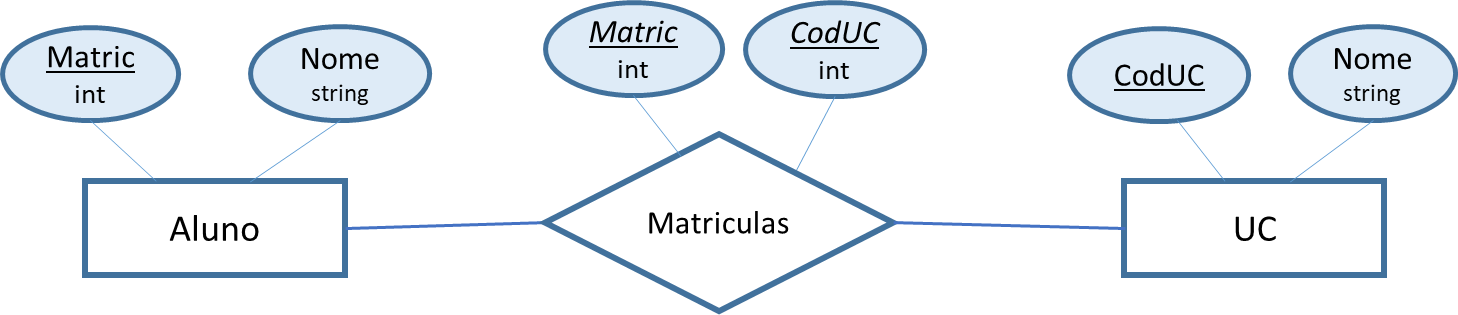 Matric
int
Nome
string
Matric
int
CodUC
int
CodUC
Nome
string
Aluno
Matriculas
UC